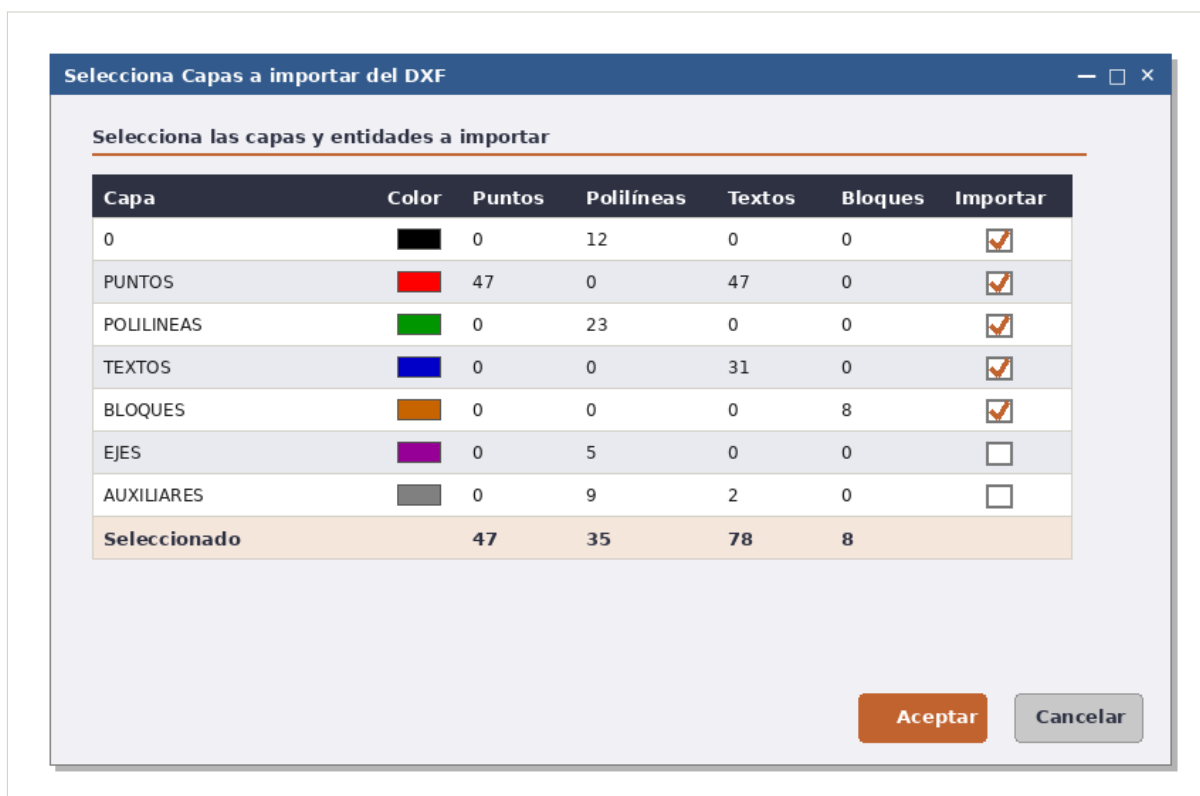 Selecciona Capas a importar del DXF
Selecciona las capas y entidades a importar
Capa Color Puntos Polilíneas Textos Bloques Importar
0 0 12 0 0
PUNTOS 47 0 47 0
POLILINEAS 0 23 0 0
TEXTOS 0 0 31 0
BLOQUES 0 0 0 8
EJES 0 5 0 0
AUXILIARES 0 9 2 0
Seleccionado 47 35 78 8
Aceptar Cancelar